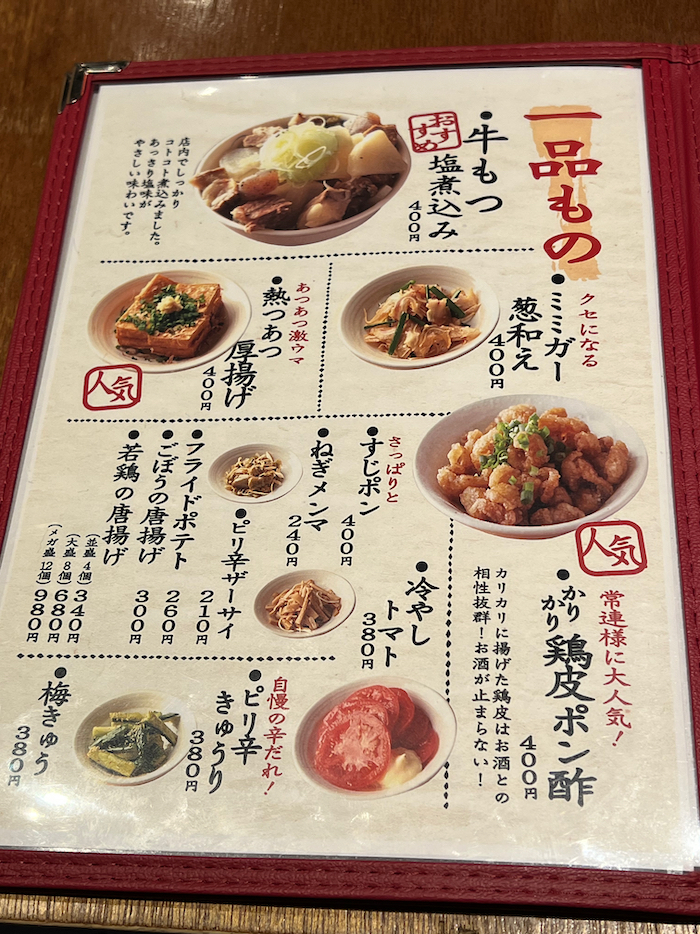 一品もの
おすすめ
・牛もつ
塩煮込み
400円
店内でしっかり
コトコト煮込みました。
あっさり塩味が
やさしい味わいです。
クセになる
・ミミガー
葱和え
400円
あつあつ激ウマ
・熱つあつ
厚揚げ
400円
人気
人気
常連様に大人気！
・かりかり鶏皮ポン酢
400円
カリカリに揚げた鶏皮はお酒との
相性抜群！お酒が止まらない！
さっぱりと
・すじポン
400円
・ねぎメンマ
240円
・冷やし
トマト
380円
・ピリ辛ザーサイ
210円
・フライドポテト
260円
・ごぼうの唐揚げ
300円
・若鶏の唐揚げ
(並盛4個) 340円
(大盛8個) 680円
(メガ盛12個) 980円
自慢の辛だれ！
・ピリ辛
きゅうり
380円
・梅きゅう
380円